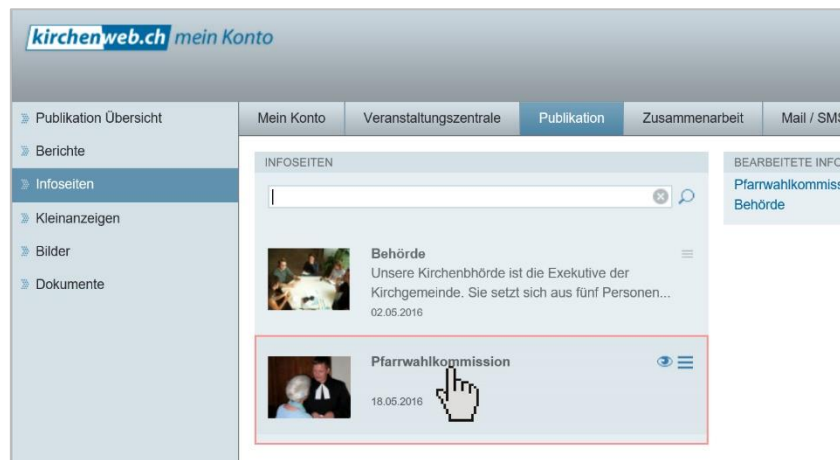 kirchenweb.ch mein Konto
Publikation Übersicht
Berichte
Infoseiten
Kleinanzeigen
Bilder
Dokumente
Mein Konto Veranstaltungszentrale Publikation Zusammenarbeit Mail / SMS
INFOSEITEN
Behörde
Unsere Kirchenbhörde ist die Exekutive der
Kirchgemeinde. Sie setzt sich aus fünf Personen...
02.05.2016
Pfarrwahlkommission
18.05.2016
BEARBEITETE INFO
Pfarrwahlkommiss
Behörde